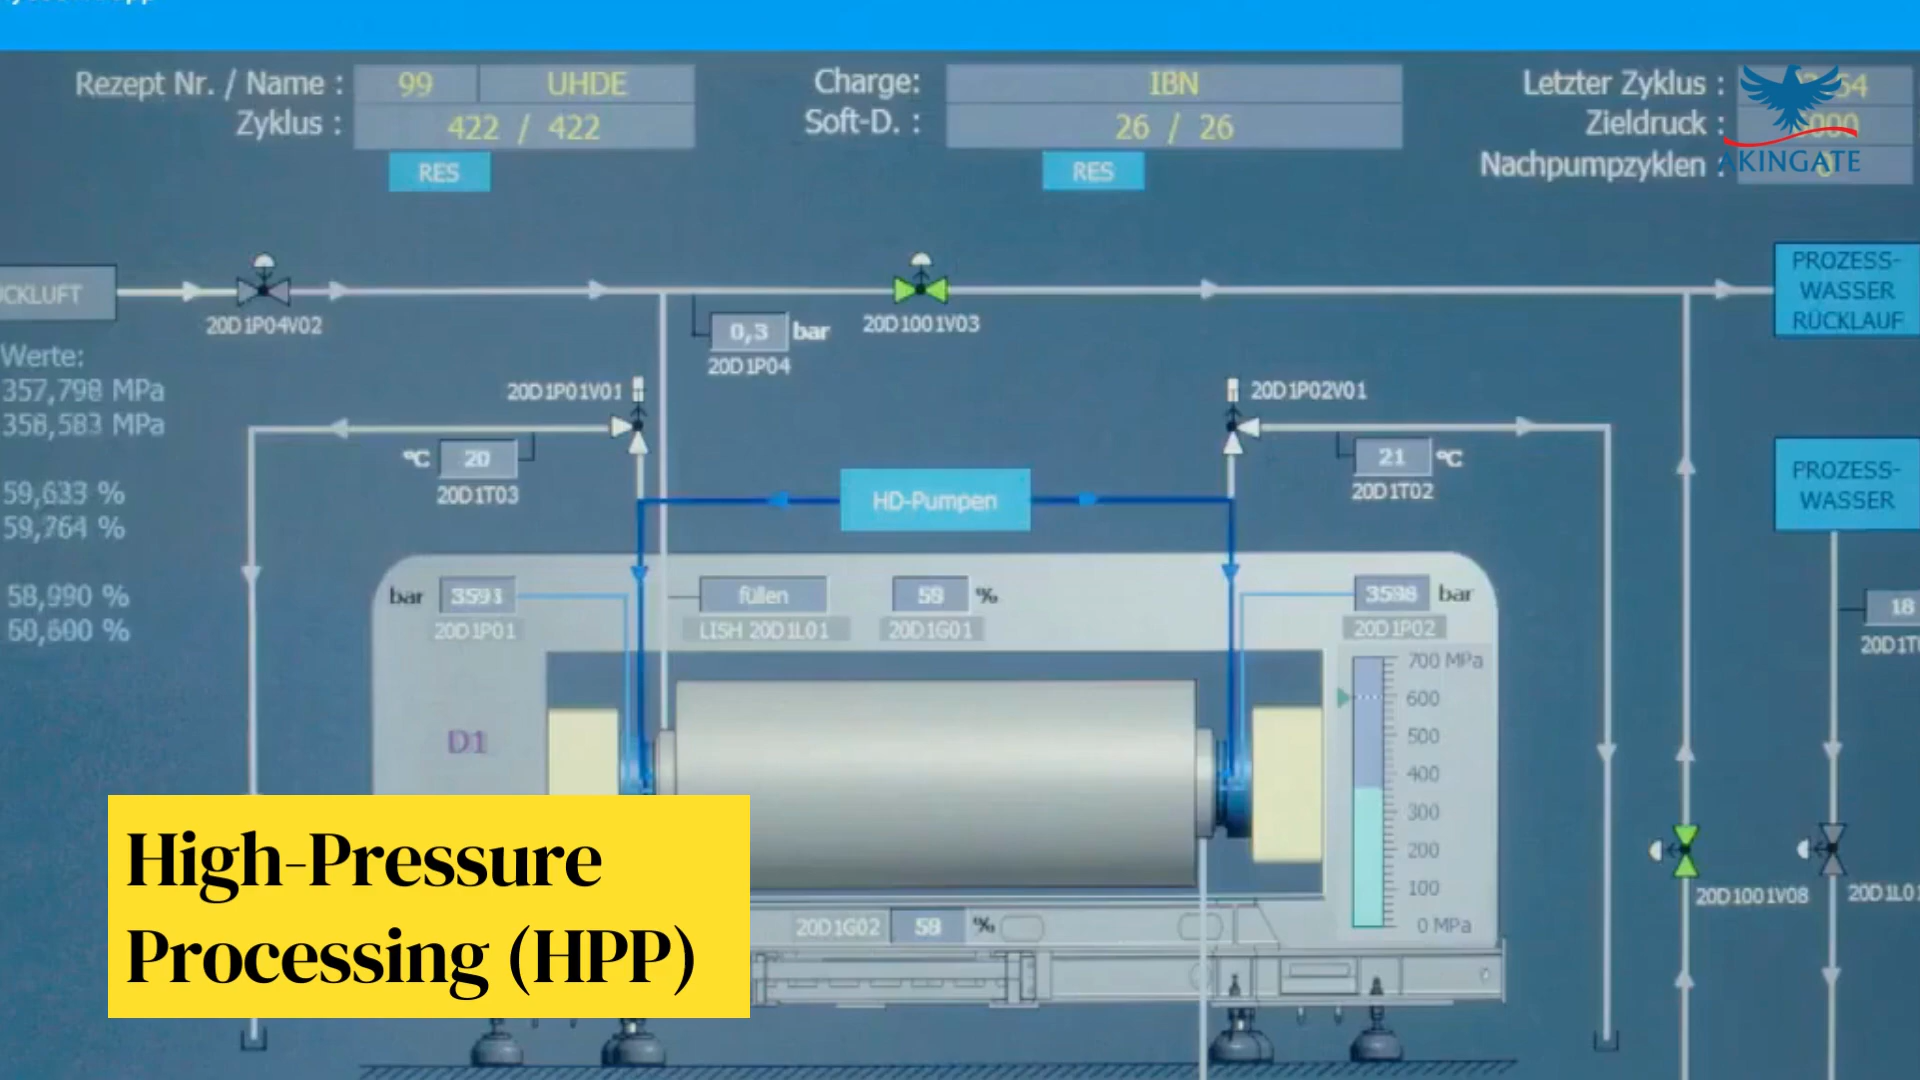 Rezept Nr. / Name : 99 UHDE
Zyklus : 422 / 422
RES
Charge: IBN
Soft-D. : 26 / 26
RES
Letzter Zyklus :
Zieldruck :
Nachpumpzyklen :
AKINGATE
20D1P04V02
0,3 bar
20D1P04
20D1001V03
PROZESS-
WASSER
RÜCKLAUF
Werte:
357,798 MPa
358,583 MPa
59,633 %
59,764 %
58,990 %
60,600 %
20D1P01V01
°C 20
20D1T03
20D1P02V01
21 °C
20D1T02
HD-Pumpen
PROZESS-
WASSER
18
bar 3593
20D1P01
füllen
LISH 20D1L01
59 %
20D1G01
3598 bar
20D1P02
700 MPa
600
500
400
300
200
100
0 MPa
D1
20D1G02 59 %
20D1001V08
High-Pressure
Processing (HPP)